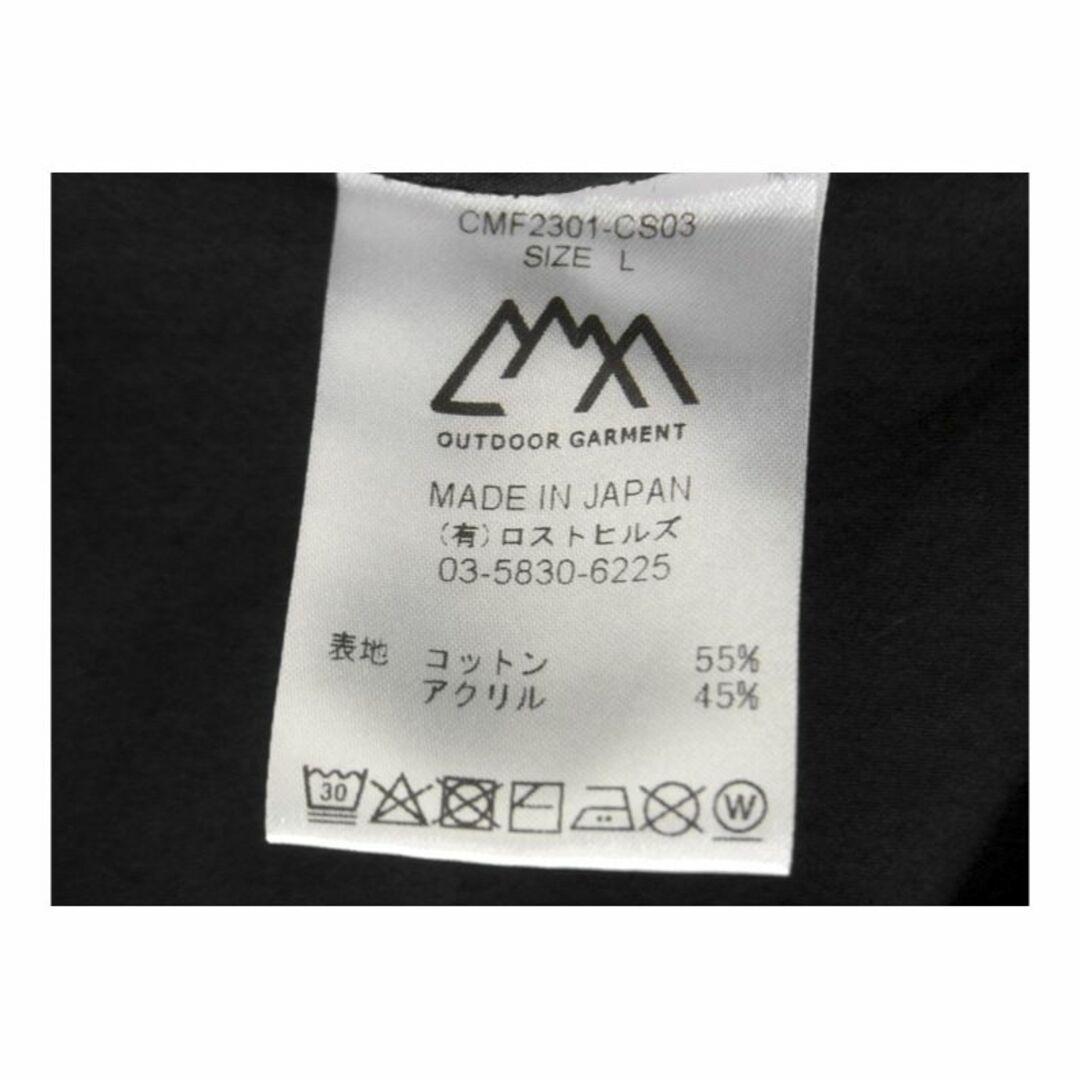 CMF2301-CS03
SIZE L
OUTDOOR GARMENT
MADE IN JAPAN
(有)ロストヒルズ
03-5830-6225
表地 コットン 55%
アクリル 45%
30
W